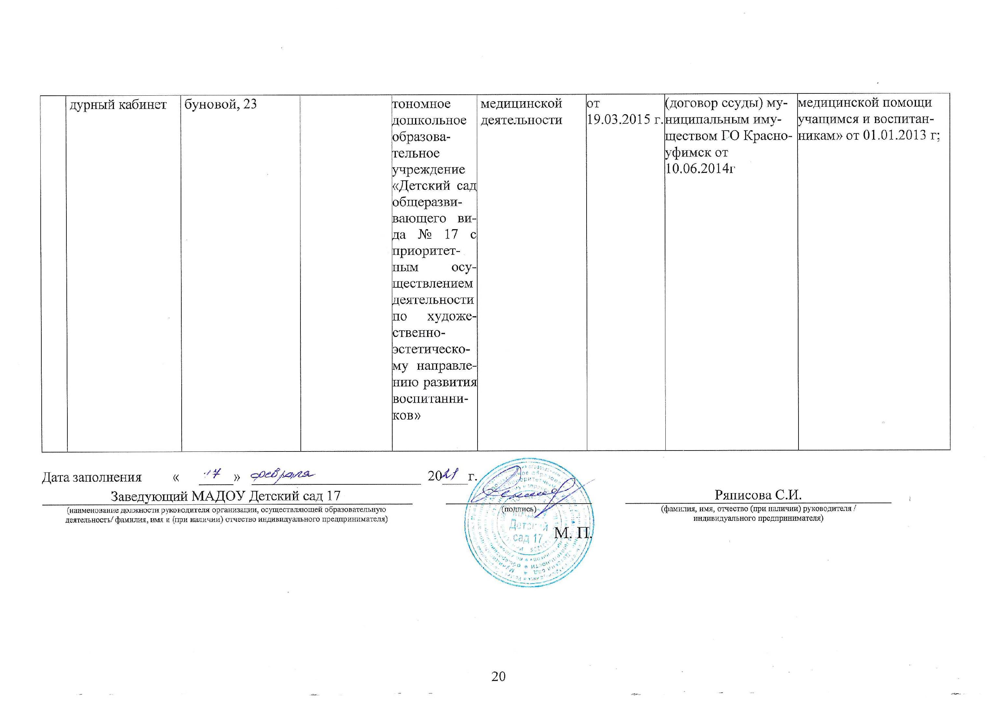 дурный кабинет
буновой, 23
тономное
дошкольное
образова-
тельное
учреждение
«Детский сад
общеразви-
вающего ви-
да № 17 с
приоритет-
ным осу-
ществлением
деятельности
по художе-
ственно-
эстетическо-
му направле-
нию развития
воспитанни-
ков»
медицинской
деятельности
от
19.03.2015 г.
(договор ссуды) му-
ниципальным иму-
ществом ГО Красно-
уфимск от
10.06.2014г
медицинской помощи
учащимся и воспитан-
никам» от 01.01.2013 г;
Дата заполнения « 17 » февраля 2021 г.
Заведующий МАДОУ Детский сад 17
(наименование должности руководителя организации, осуществляющей образовательную
деятельность/ фамилия, имя и (при наличии) отчество индивидуального предпринимателя)
(подпись)
Детский
сад 17
М. П.
Ряписова С.И.
(фамилия, имя, отчество (при наличии) руководителя /
индивидуального предпринимателя)
20